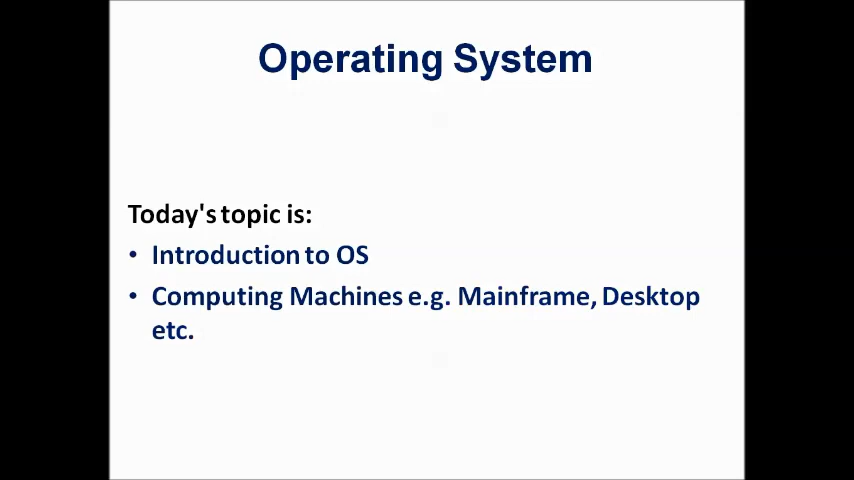 Operating System
Today's topic is:
• Introduction to OS
• Computing Machines e.g. Mainframe, Desktop
etc.